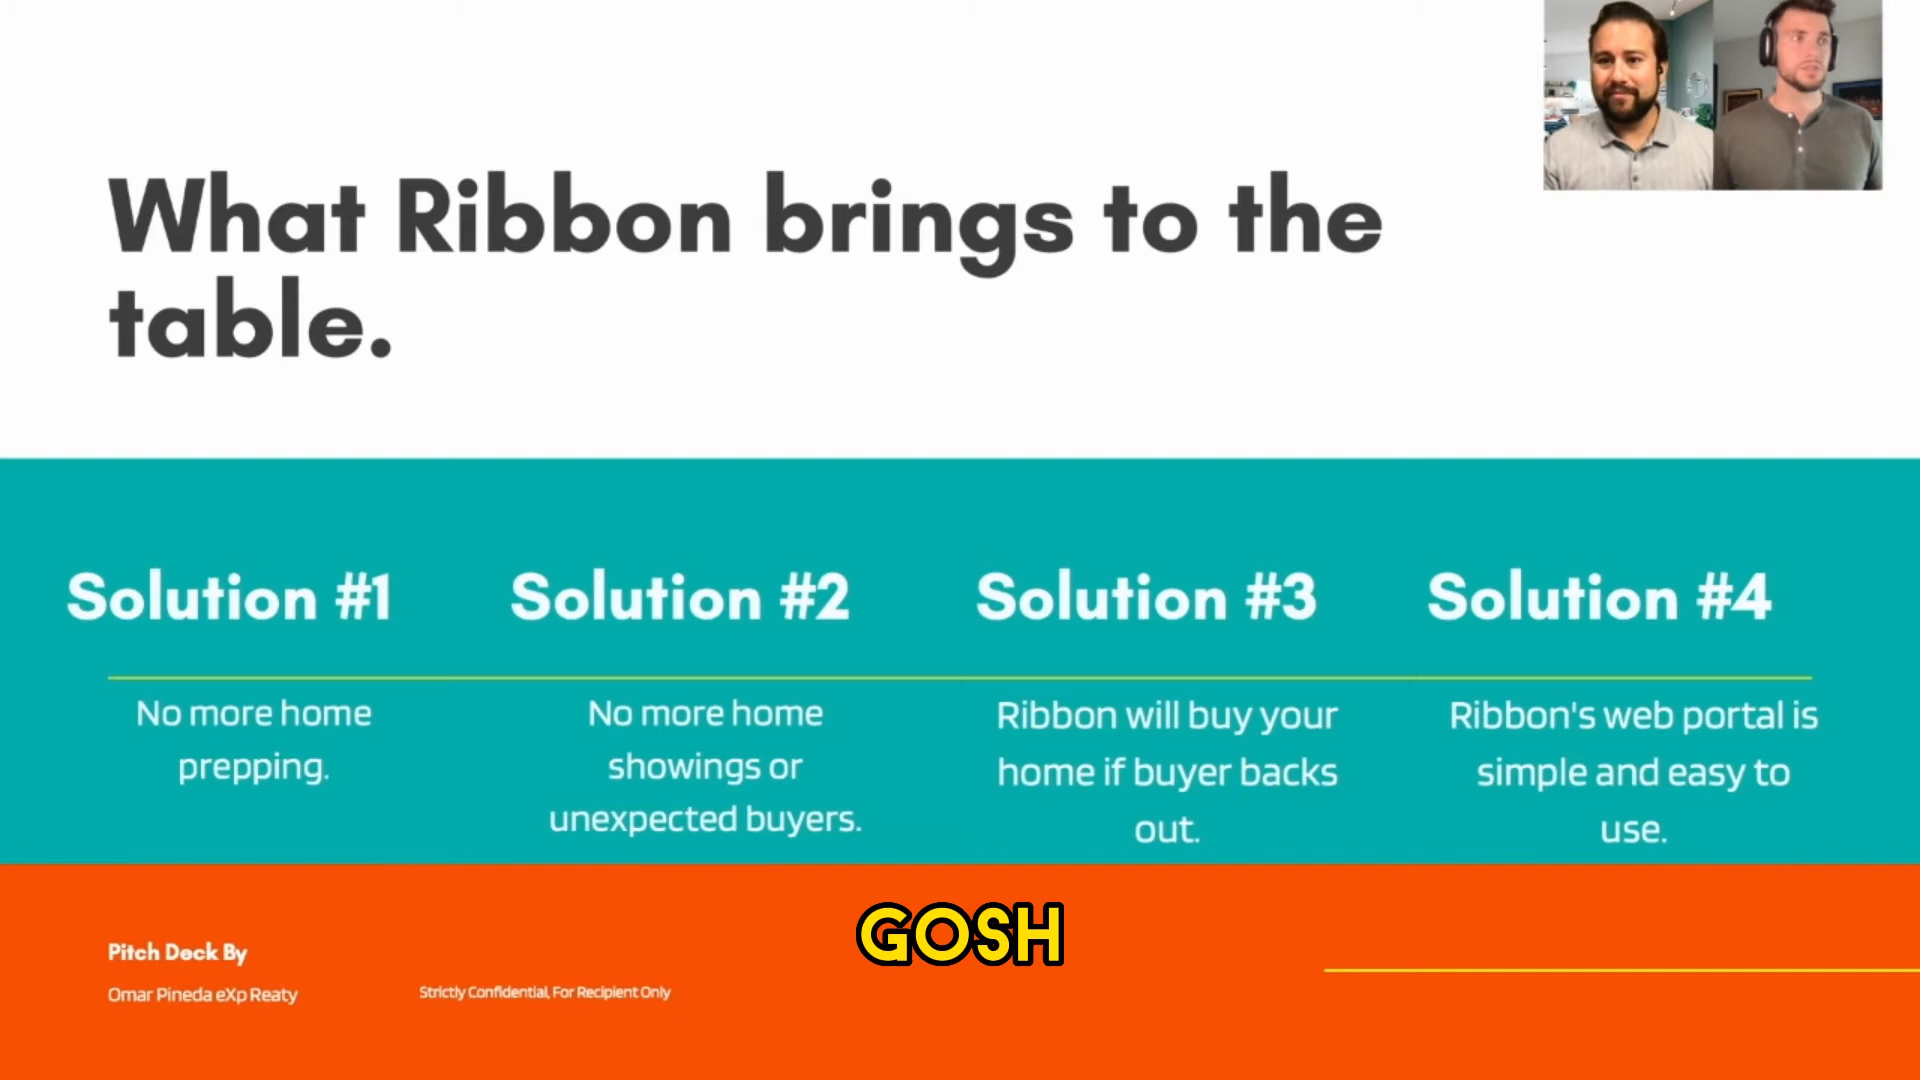 What Ribbon brings to the
table.
Solution #1
No more home
prepping.
Solution #2
No more home
showings or
unexpected buyers.
Solution #3
Ribbon will buy your
home if buyer backs
out.
Solution #4
Ribbon's web portal is
simple and easy to
use.
GOSH
Pitch Deck By
Omar Pineda eXp Reaty
Strictly Confidential, For Recipient Only